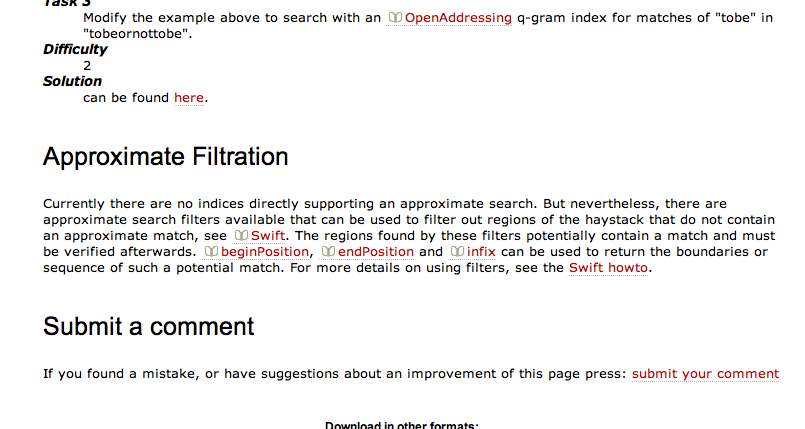 Task 3
Modify the example above to search with an OpenAddressing q-gram index for matches of "tobe" in
"tobeornottobe".
Difficulty
2
Solution
can be found here.
Approximate Filtration
Currently there are no indices directly supporting an approximate search. But nevertheless, there are
approximate search filters available that can be used to filter out regions of the haystack that do not contain
an approximate match, see Swift. The regions found by these filters potentially contain a match and must
be verified afterwards. beginPosition, endPosition and infix can be used to return the boundaries or
sequence of such a potential match. For more details on using filters, see the Swift howto.
Submit a comment
If you found a mistake, or have suggestions about an improvement of this page press: submit your comment
Download in other formats: